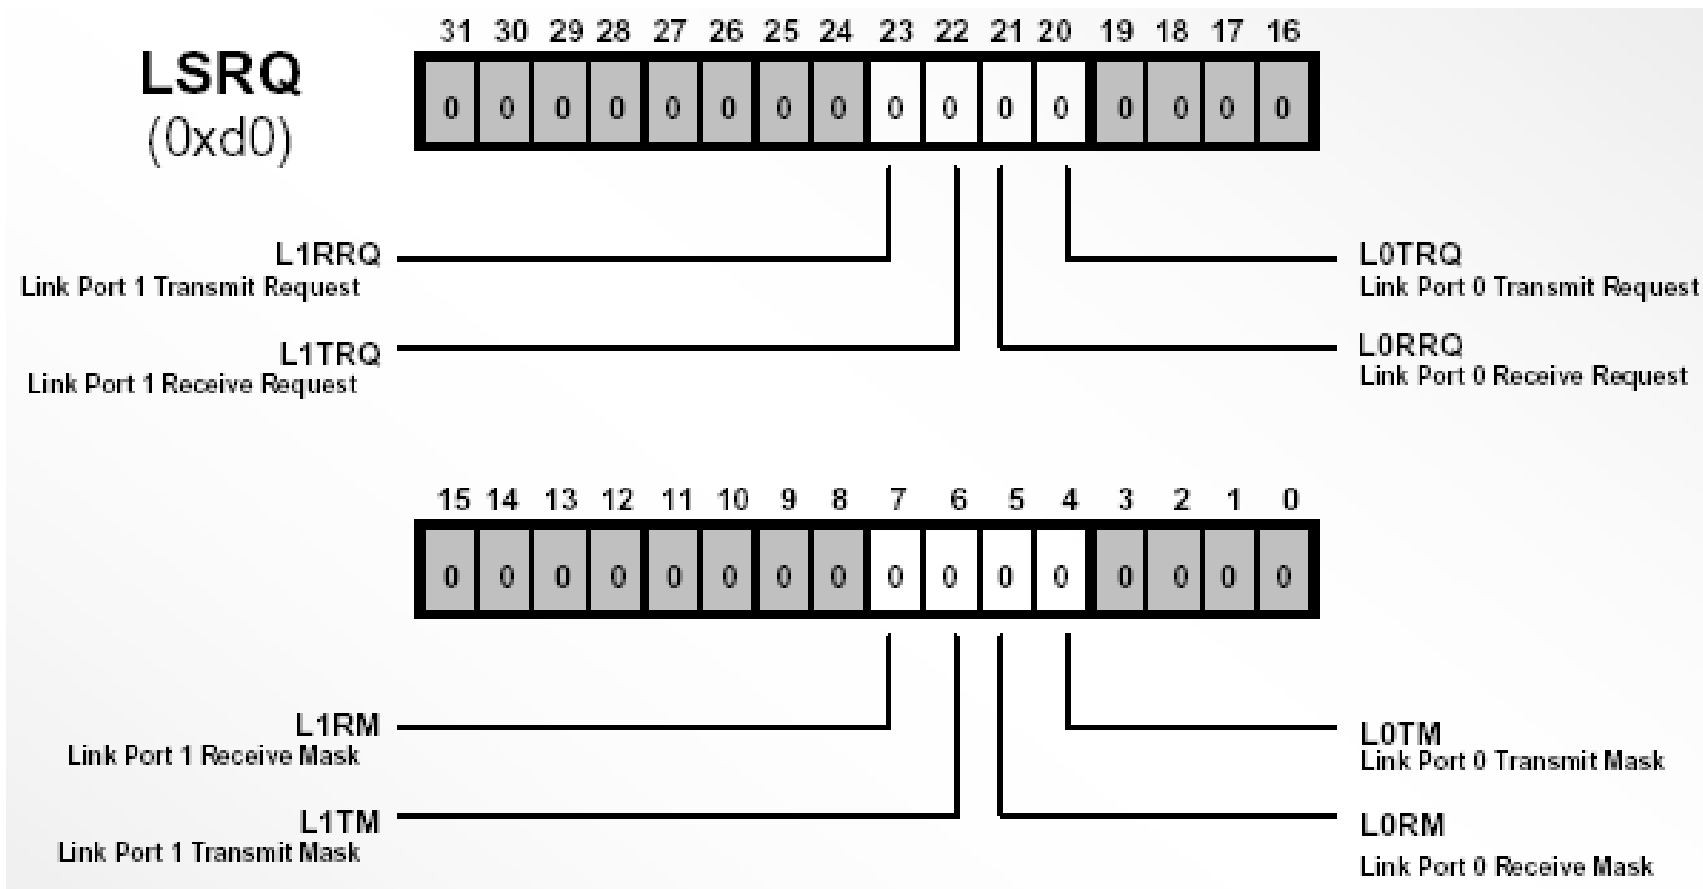 LSRQ
(0xd0)
31 30 29 28 27 26 25 24 23 22 21 20 19 18 17 16
0 0 0 0 0 0 0 0 0 0 0 0 0 0 0 0
L1RRQ
Link Port 1 Transmit Request
L1TRQ
Link Port 1 Receive Request
L0TRQ
Link Port 0 Transmit Request
L0RRQ
Link Port 0 Receive Request
15 14 13 12 11 10 9 8 7 6 5 4 3 2 1 0
0 0 0 0 0 0 0 0 0 0 0 0 0 0 0 0
L1RM
Link Port 1 Receive Mask
L1TM
Link Port 1 Transmit Mask
L0TM
Link Port 0 Transmit Mask
L0RM
Link Port 0 Receive Mask